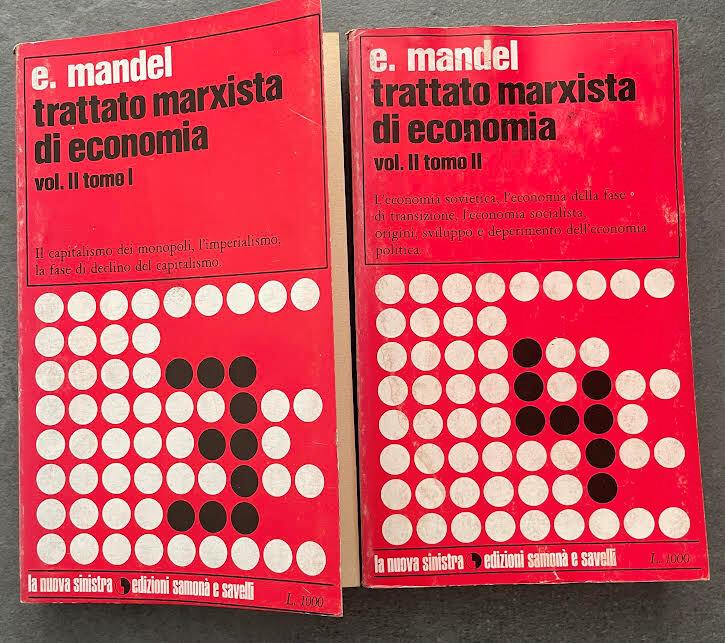 e. mandel
trattato marxista
di economia
vol. II tomo I
Il capitalismo dei monopoli, l'imperialismo,
la fase di declino del capitalismo.
3
la nuova sinistra edizioni samonà e savelli
L. 1000
e. mandel
trattato marxista
di economia
vol. II tomo II
L'economia sovietica, l'economia della fase
di transizione, l'economia socialista,
origini, sviluppo e deperimento dell'economia
politica.
4
la nuova sinistra edizioni samonà e savelli
L. 1000